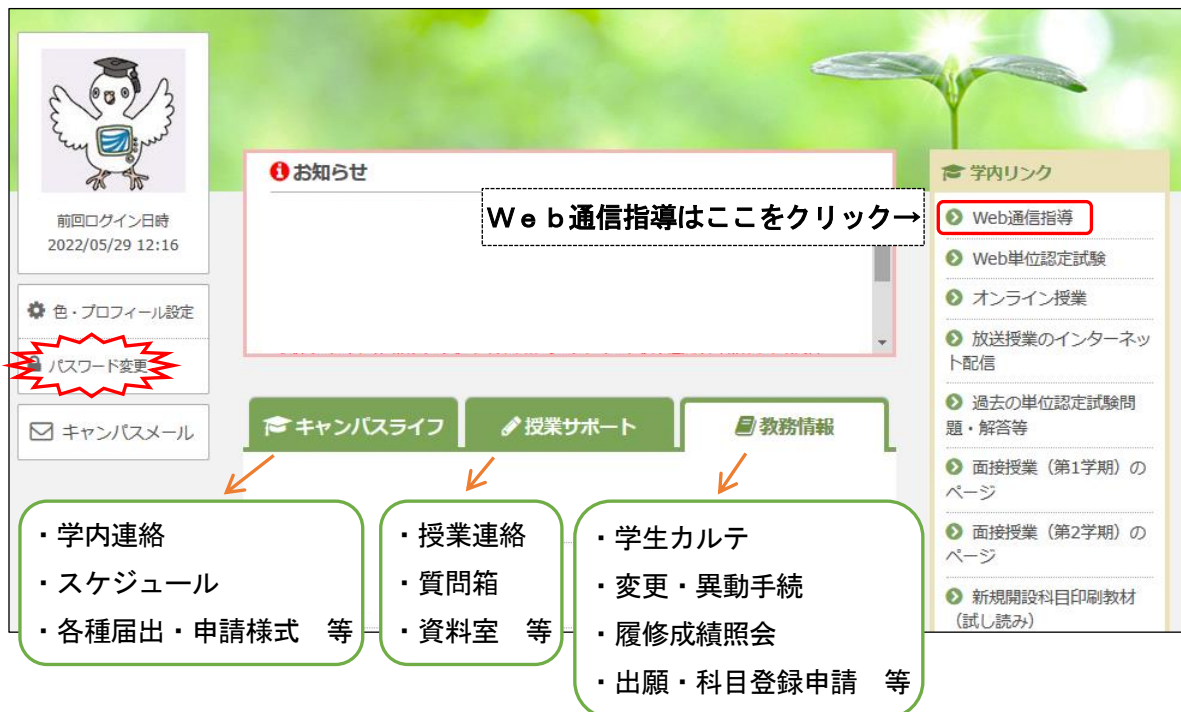 前回ログイン日時
2022/05/29 12:16
色・プロフィール設定
パスワード変更
キャンパスメール
お知らせ
Ｗｅｂ通信指導はここをクリック→
キャンパスライフ
授業サポート
教務情報
・学内連絡
・スケジュール
・各種届出・申請様式　等
・授業連絡
・質問箱
・資料室　等
・学生カルテ
・変更・異動手続
・履修成績照会
・出願・科目登録申請　等
学内リンク
Web通信指導
Web単位認定試験
オンライン授業
放送授業のインターネッ
ト配信
過去の単位認定試験問
題・解答等
面接授業（第1学期）の
ページ
面接授業（第2学期）の
ページ
新規開設科目印刷教材
（試し読み）